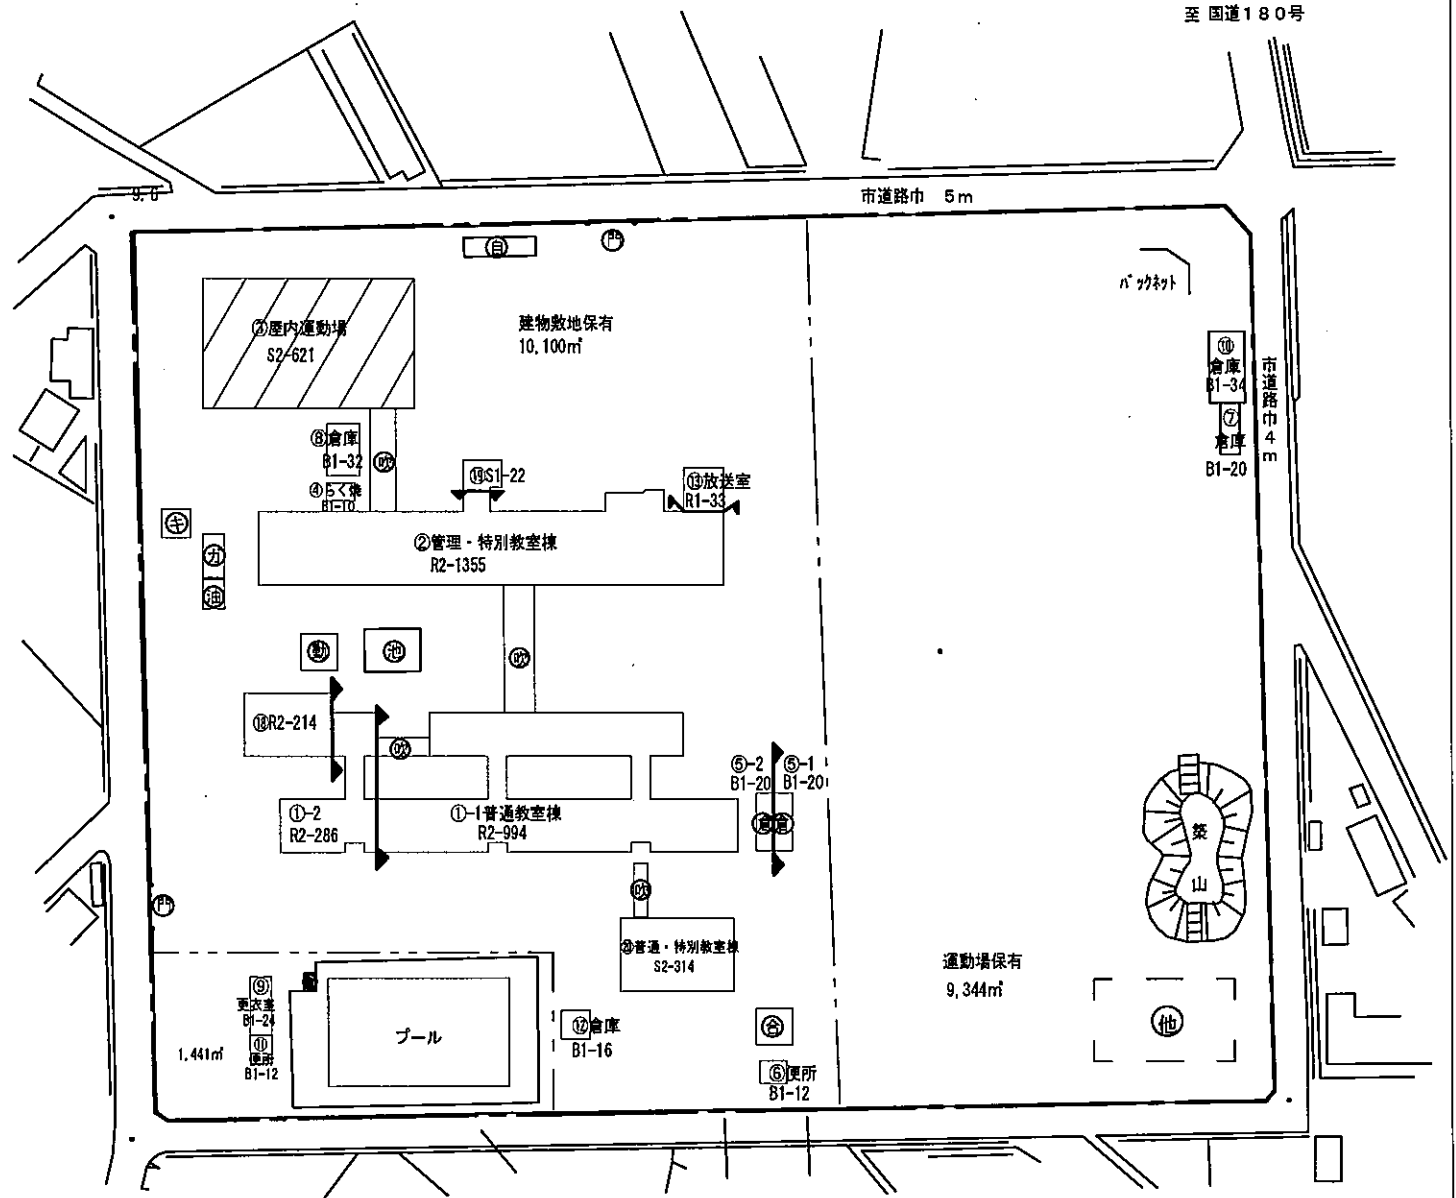 至 国道180号
市道路巾 5m
自
門
バックネット
③屋内運動場
S2-621
建物敷地保有
10,100㎡
⑩
倉庫
B1-34
市道路巾4m
⑦
倉庫
B1-20
⑧倉庫
B1-32
吹
④らく焼
B1-10
⑲S1-22
⑬放送室
R1-33
キ
②管理・特別教室棟
R2-1355
カ
油
勤
池
吹
⑱R2-214
吹
⑤-2
B1-20
⑤-1
B1-20
①-2
R2-286
①-1普通教室棟
R2-994
倉
倉
築
山
吹
門
⑳普通・特別教室棟
S2-314
運動場保有
9,344㎡
⑨
更衣室
B1-24
⑪
便所
B1-12
1,441㎡
プール
⑫倉庫
B1-16
合
⑥便所
B1-12
他